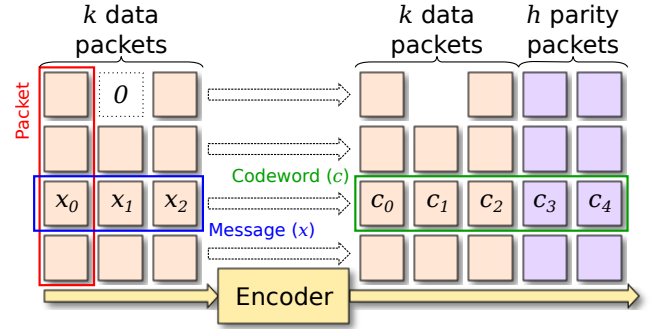 k data packets
k data packets
h parity packets
Packet
0
Codeword (c)
x0 x1 x2
c0 c1 c2 c3 c4
Message (x)
Encoder